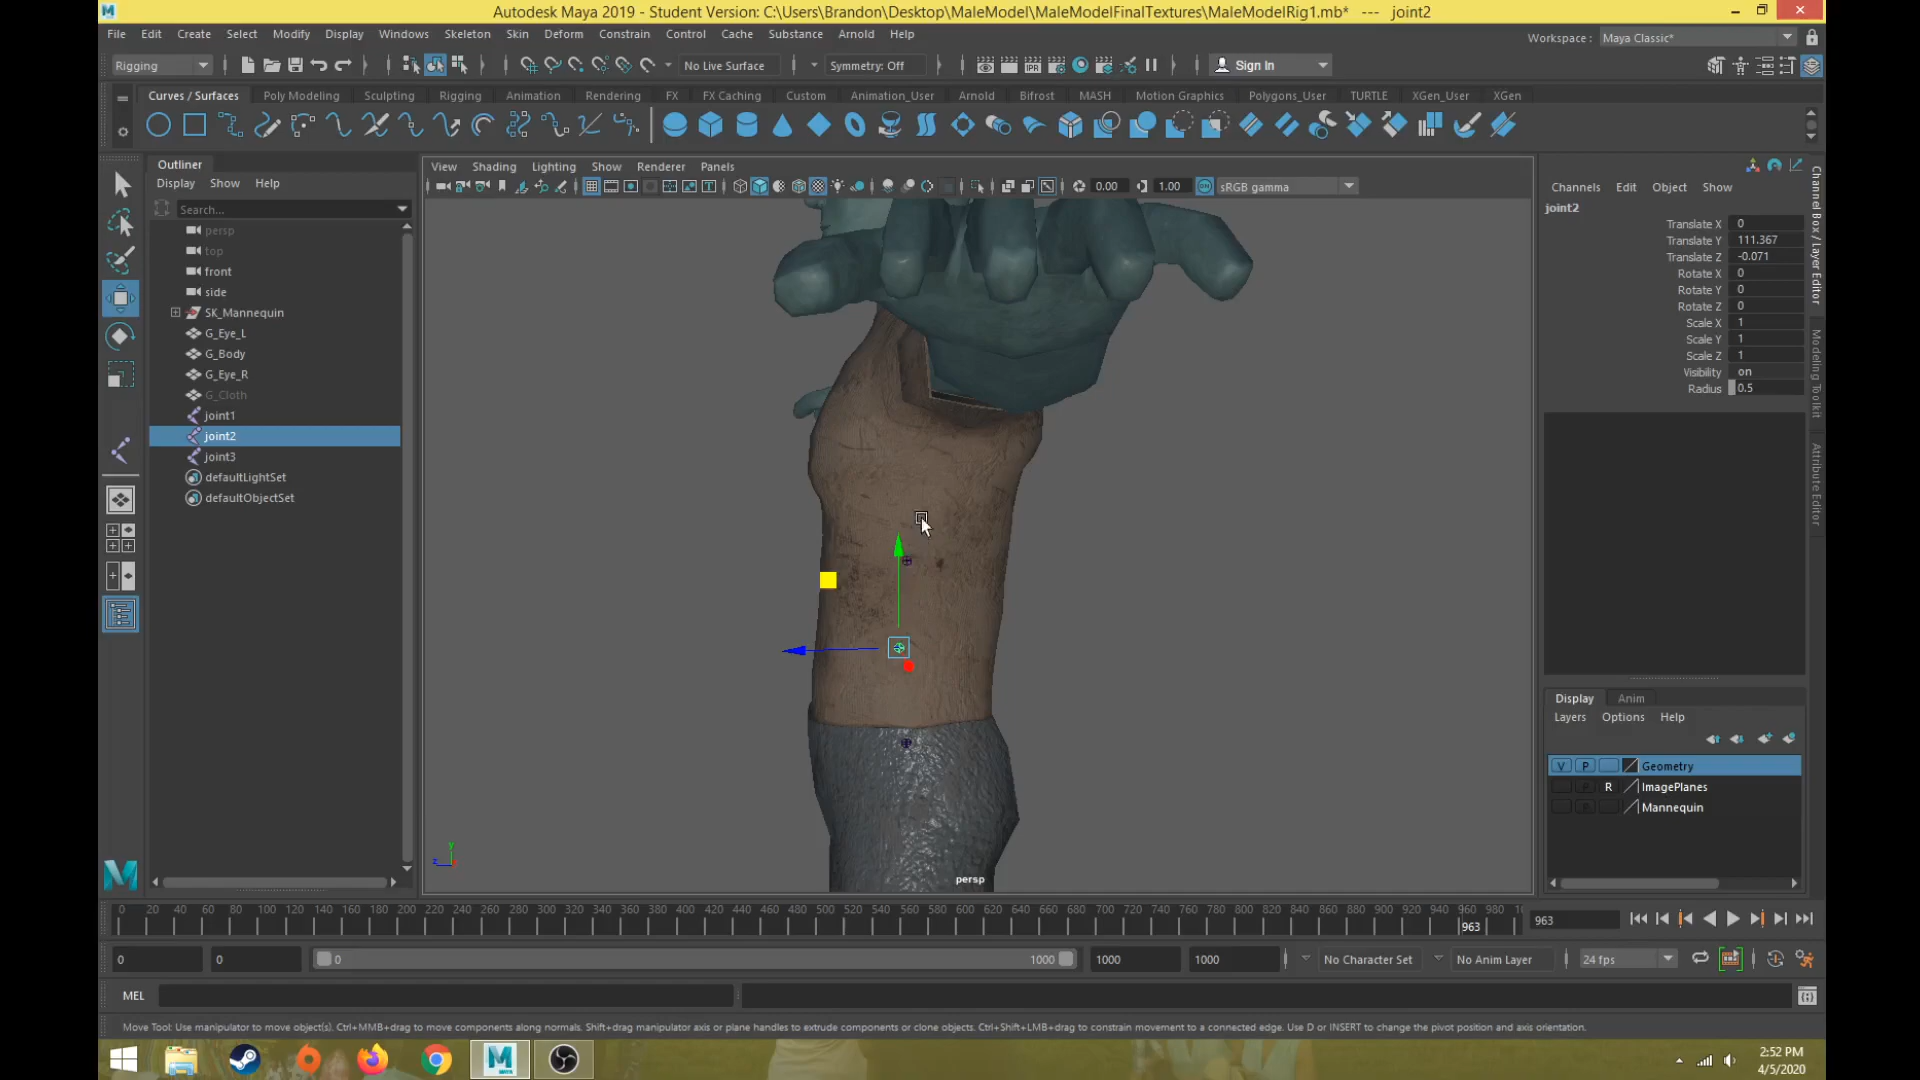 Autodesk Maya 2019 - Student Version: C:\Users\Brandon\Desktop\MaleModel\MaleModelFinalTextures\MaleModelRig1.mb*   ---   joint2
File Edit Create Select Modify Display Windows Skeleton Skin Deform Constrain Control Cache Substance Arnold Help
Workspace : Maya Classic*
Rigging No Live Surface Symmetry: Off Sign In
Curves / Surfaces Poly Modeling Sculpting Rigging Animation Rendering FX FX Caching Custom Animation_User Arnold Bifrost MASH Motion Graphics Polygons_User TURTLE XGen_User XGen
Outliner
Display Show Help
Search...
persp
top
front
side
SK_Mannequin
G_Eye_L
G_Body
G_Eye_R
G_Cloth
joint1
joint2
joint3
defaultLightSet
defaultObjectSet
View Shading Lighting Show Renderer Panels
IPR
0.00 1.00 sRGB gamma
y
z
persp
Channels Edit Object Show
joint2
Translate X 0
Translate Y 111.367
Translate Z -0.071
Rotate X 0
Rotate Y 0
Rotate Z 0
Scale X 1
Scale Y 1
Scale Z 1
Visibility on
Radius 0.5
Channel Box / Layer Editor
Modeling Toolkit
Attribute Editor
Display Anim
Layers Options Help
V P Geometry
P R ImagePlanes
Mannequin
0 20 40 60 80 100 120 140 160 180 200 220 240 260 280 300 320 340 360 380 400 420 440 460 480 500 520 540 560 580 600 620 640 660 680 700 720 740 760 780 800 820 840 860 880 900 920 940 960 980
963
963
0 0 0 1000 1000 1000 No Character Set No Anim Layer 24 fps
MEL
Move Tool: Use manipulator to move object(s). Ctrl+MMB+drag to move components along normals. Shift+drag manipulator axis or plane handles to extrude components or clone objects. Ctrl+Shift+LMB+drag to constrain movement to a connected edge. Use D or INSERT to change the pivot position and axis orientation.
MAYA
2:52 PM
4/5/2020